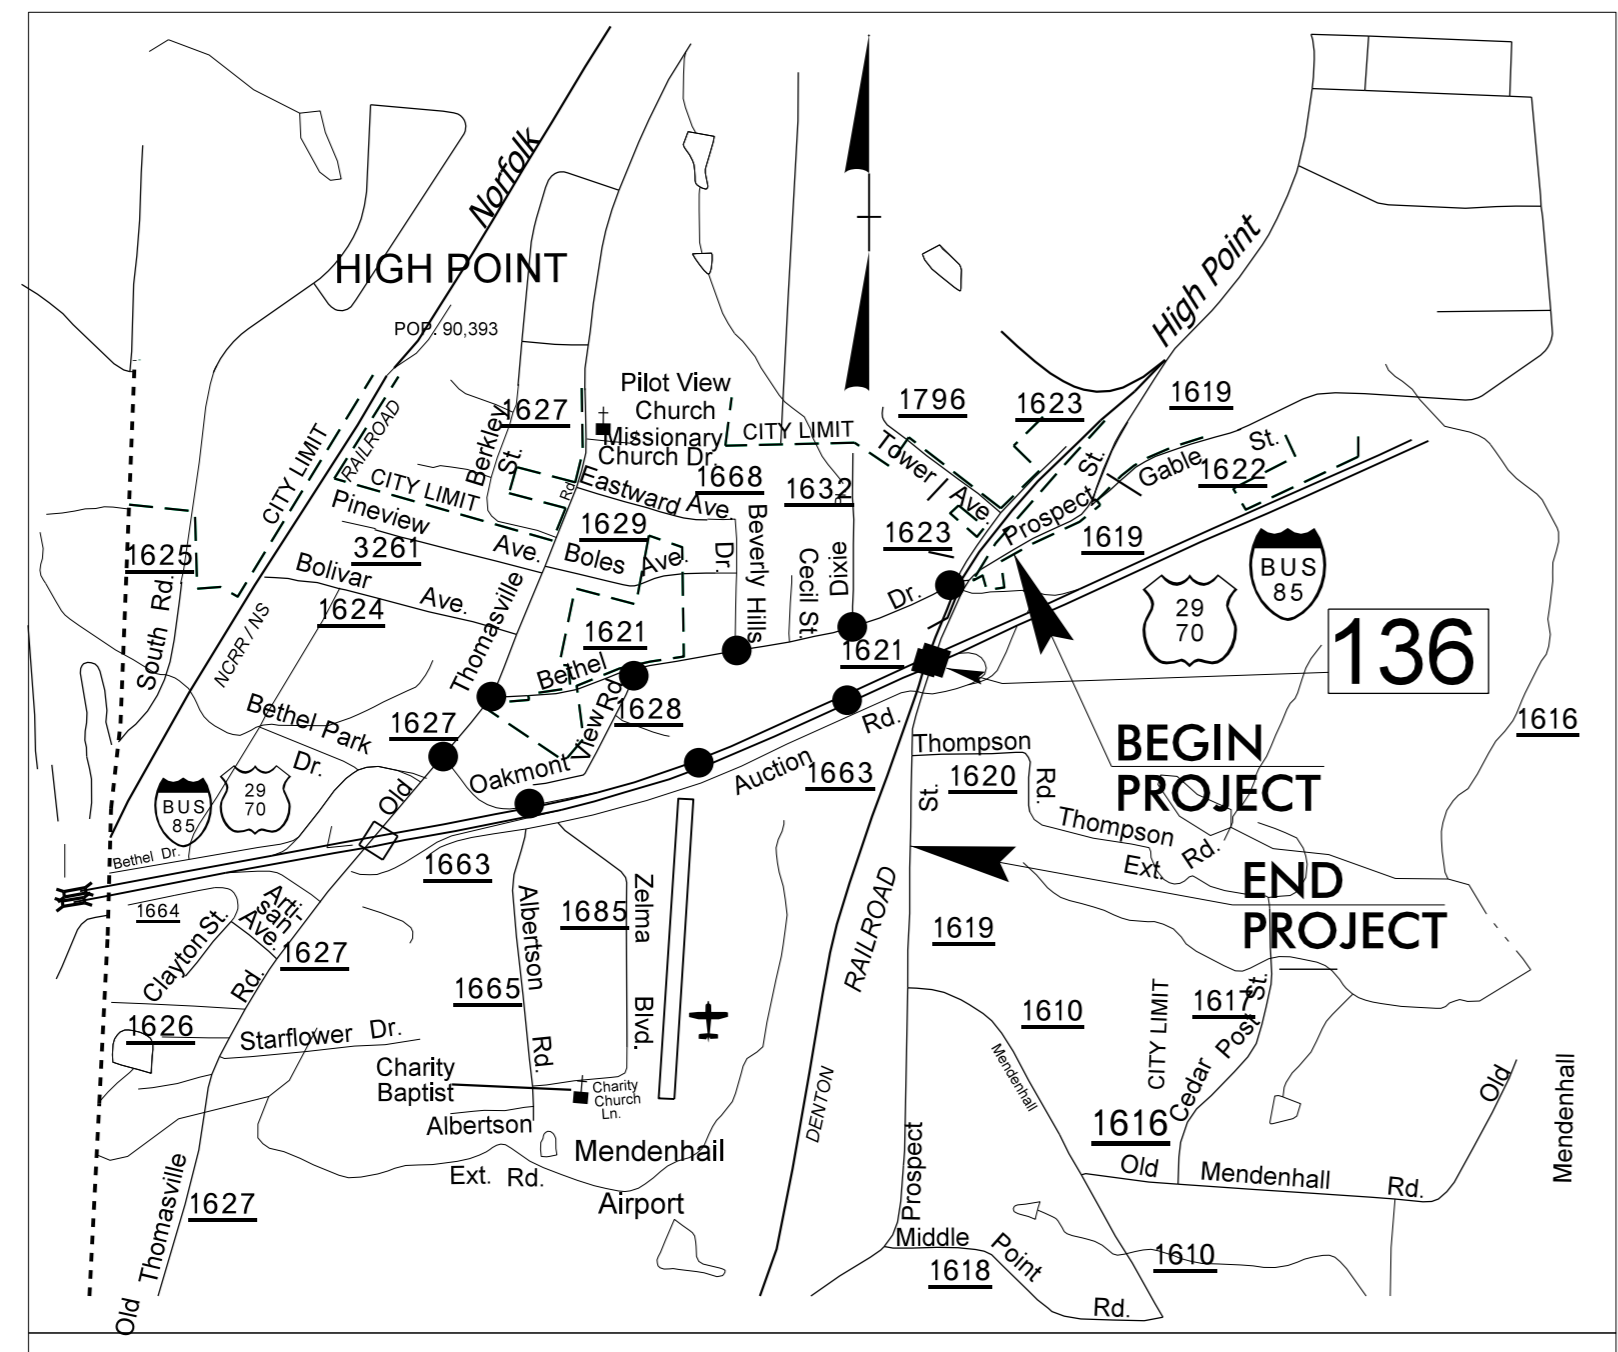 Norfolk
HIGH POINT
POP. 90,393
High Point
CITY LIMIT
RAILROAD
1627
Berkley
St.
Pilot View
Church
Missionary
Church Dr.
CITY LIMIT
1796
1623
1619
Tower Ave.
Prospect St.
Gable St.
1622
CITY LIMIT
Rd.
Eastward Ave.
1668
1632
Pineview Ave.
3261
1629
Boles Ave.
Dr.
Beverly Hills
Cecil St.
Dixie
1623
1619
1625
South Rd.
Bolivar Ave.
1624
NCRR / NS
Thomasville
1621
Bethel
Dr.
1621
BUS
85
29
70
136
View Rd.
1628
Bethel Park
Dr.
1627
Oakmont
Old
Auction
Rd.
1663
Thompson
Rd.
St.
1620
BEGIN
PROJECT
1616
BUS
85
29
70
Bethel Dr.
Thompson
Ext. Rd.
END
PROJECT
1663
1664
Arti-
san
Ave.
Clayton St.
1627
Rd.
Albertson
Rd.
1685
Zelma
Blvd.
1665
RAILROAD
1619
1610
CITY LIMIT
1617
Cedar Post St.
1626
Starflower Dr.
Charity
Baptist
Charity
Church
Ln.
Albertson
Ext. Rd.
Mendenhail
Airport
DENTON
Mendenhall
1616
Old
Mendenhall
Old
Mendenhall
Rd.
1627
Old Thomasville
Prospect
Middle
Point
Rd.
1618
1610